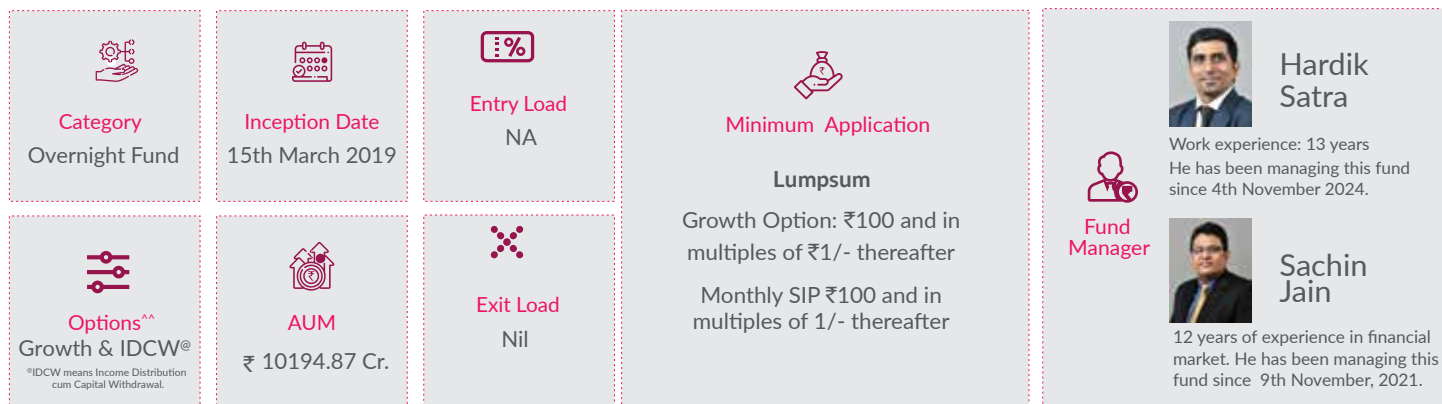 Category
Overnight Fund
Inception Date
15th March 2019
%
Entry Load
NA
₹
Minimum  Application
Lumpsum
Growth Option: ₹100 and in
multiples of ₹1/- thereafter
Monthly SIP ₹100 and in
multiples of 1/- thereafter
Options^^
Growth & IDCW@
@IDCW means Income Distribution
cum Capital Withdrawal.
₹
AUM
₹ 10194.87 Cr.
Exit Load
Nil
₹
Fund
Manager
Hardik
Satra
Work experience: 13 years
He has been managing this fund
since 4th November 2024.
Sachin
Jain
12 years of experience in financial
market. He has been managing this
fund since  9th November, 2021.